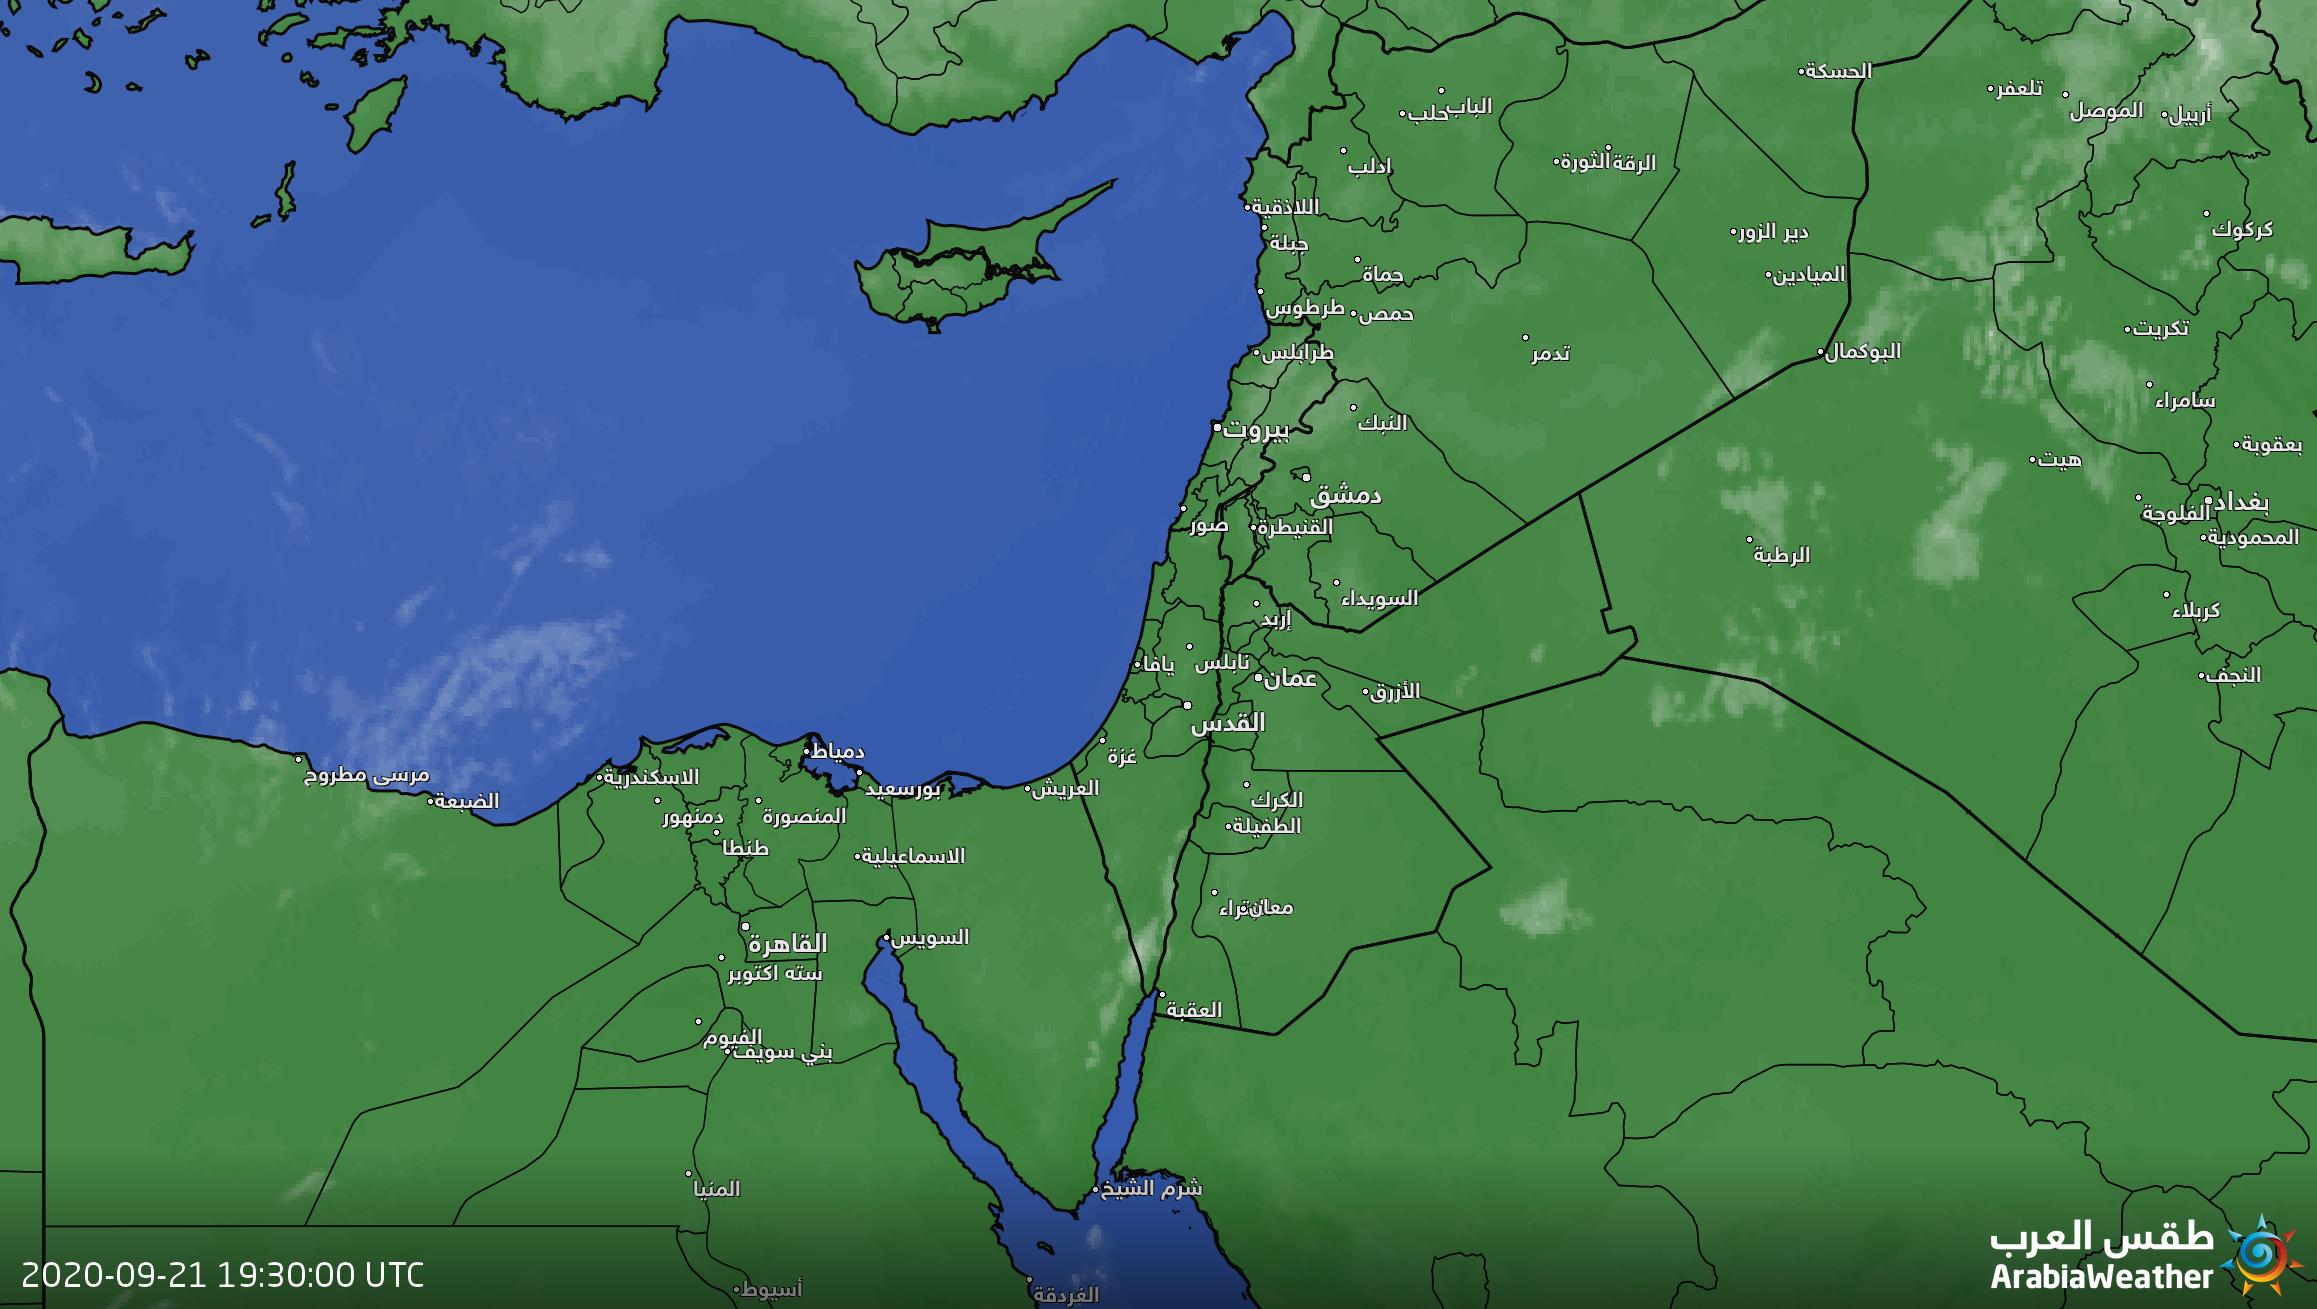 الحسكة
تلعفر
الموصل
أربيل
الباب
حلب
ادلب
الثورة
الرقة
اللاذقية
جبلة
كركوك
دير الزور
حماة
الميادين
طرطوس
حمص
تكريت
طرابلس
تدمر
البوكمال
سامراء
النبك
بيروت
بعقوبة
هيت
دمشق
بغداد
الفلوجة
صور
القنيطرة
المحمودية
الرطبة
السويداء
كربلاء
إربد
يافا
نابلس
عمان
النجف
الأزرق
القدس
دمياط
غزة
مرسى مطروح
الاسكندرية
بورسعيد
العريش
الضبعة
الكرك
دمنهور
المنصورة
الطفيلة
طنطا
الاسماعيلية
معان
القاهرة
السويس
سته اكتوبر
العقبة
الفيوم
بني سويف
المنيا
شرم الشيخ
طقس العرب
ArabiaWeather
2020-09-21 19:30:00 UTC
أسيوط
الغردقة